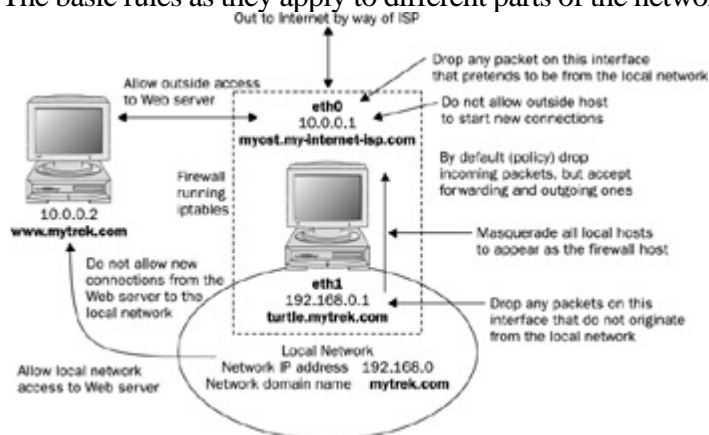 The basic rules as they apply to different parts of the networ
Out to Internet by way of ISP
Drop any packet on this interface
that pretends to be from the local network
Allow outside access
to Web server
eth0
10.0.0.1
myost.my-internet-isp.com
Do not allow outside host
to start new connections
By default (policy) drop
incoming packets, but accept
forwarding and outgoing ones
Firewall
running
iptables
10.0.0.2
www.mytrek.com
Masquerade all local hosts
to appear as the firewall host
Do not allow new
connections from the
Web server to the
local network
eth1
192.168.0.1
turtle.mytrek.com
Drop any packets on this
interface that do not originate
from the local network
Allow local network
access to Web server
Local Network
Network IP address 192.168.0
Network domain name mytrek.com